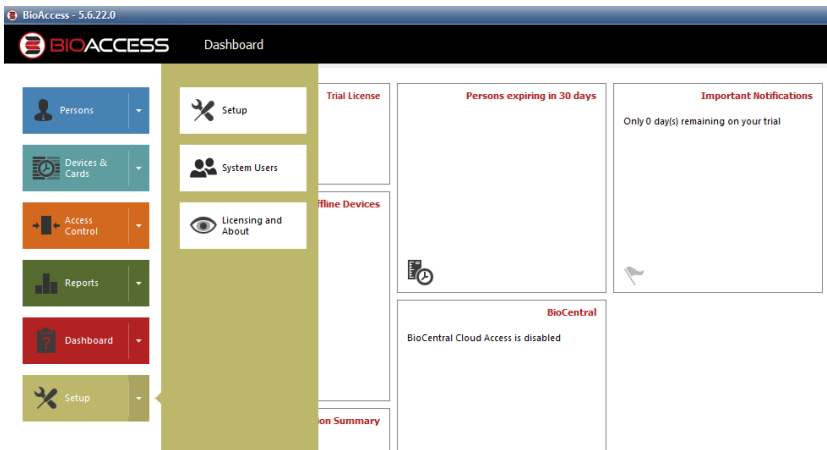 BioAccess - 5.6.22.0
BIOACCESS
Dashboard
Persons
Devices &
Cards
Access
Control
Reports
Dashboard
Setup
Setup
System Users
Licensing and
About
Trial License
ffline Devices
on Summary
Persons expiring in 30 days
BioCentral
BioCentral Cloud Access is disabled
Important Notifications
Only 0 day(s) remaining on your trial